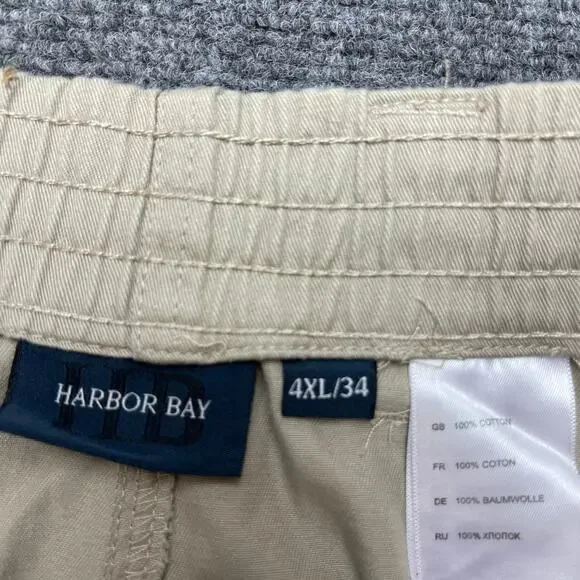 HB
HARBOR BAY
4XL/34
GB 100% COTTON
FR 100% COTON
DE 100% BAUMWOLLE
RU 100% ХЛОПОК